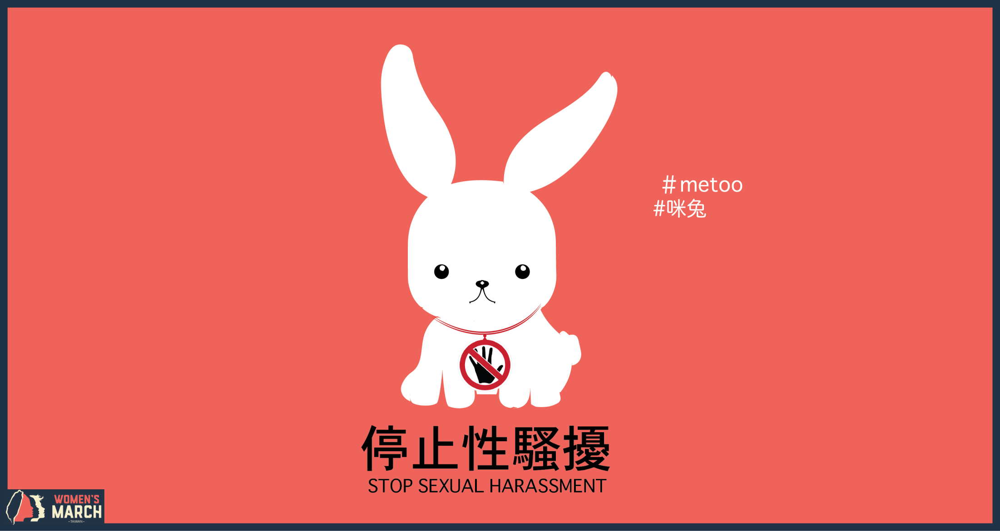 #metoo
#咪兔
停止性騷擾
STOP SEXUAL HARASSMENT
WOMEN'S
MARCH
-TAIWAN-